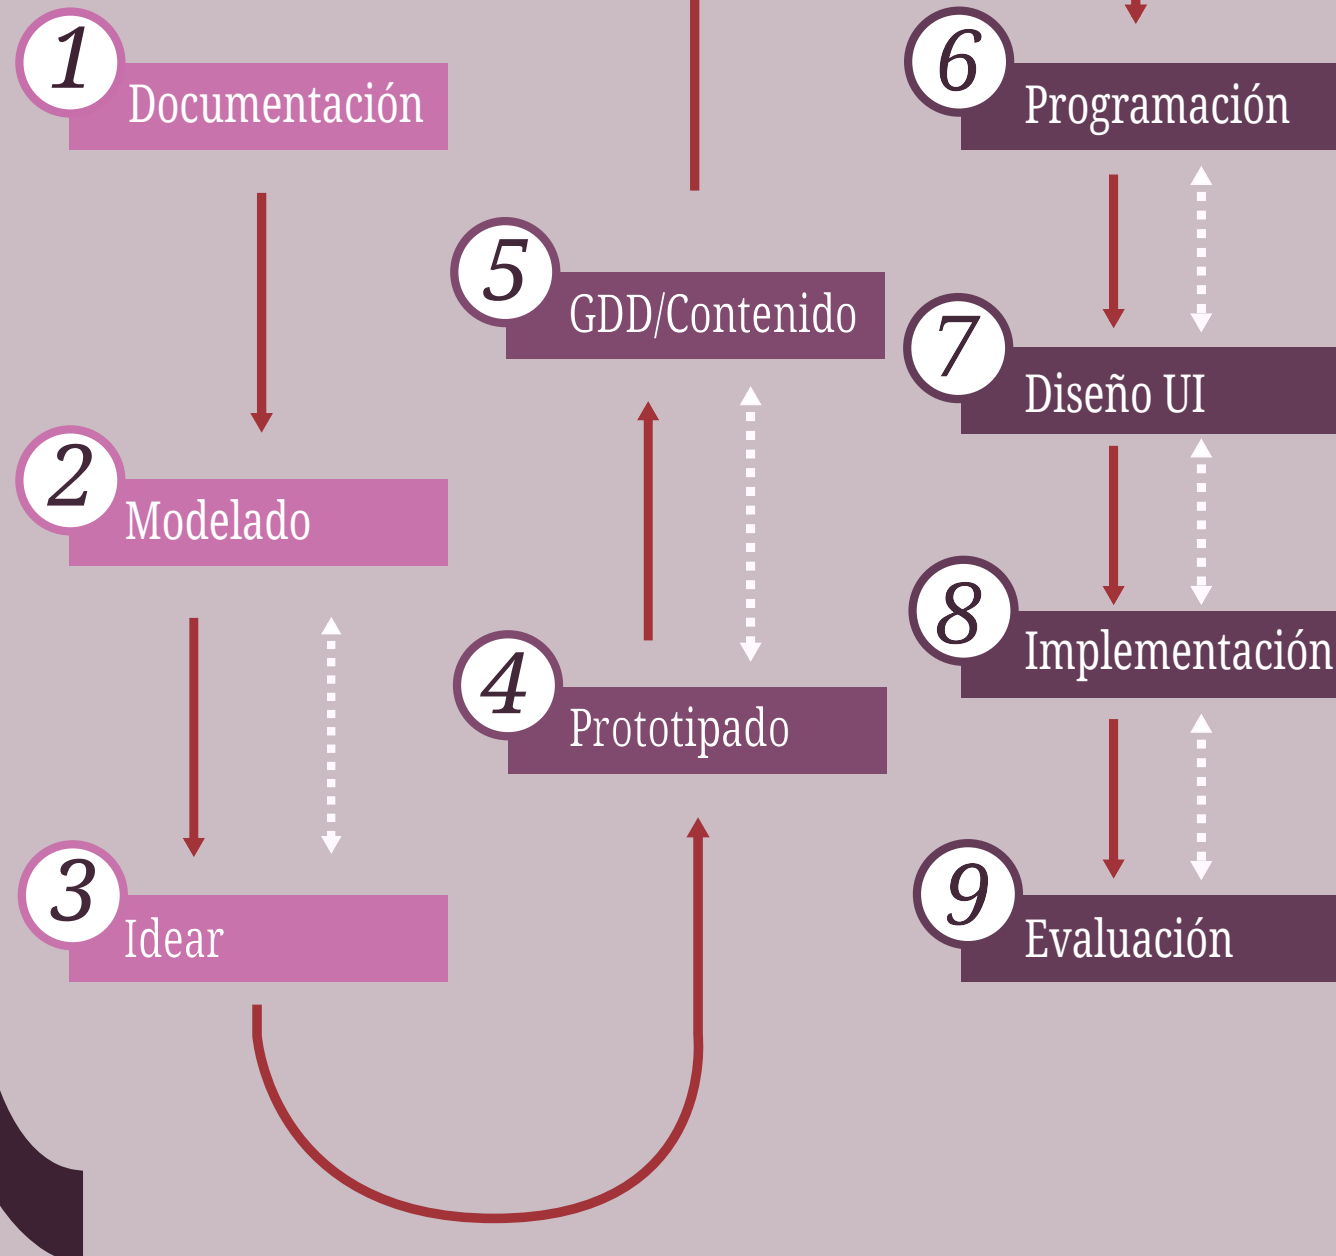 1
Documentación
2
Modelado
3
Idear
4
Prototipado
5
GDD/Contenido
6
Programación
7
Diseño UI
8
Implementación
9
Evaluación